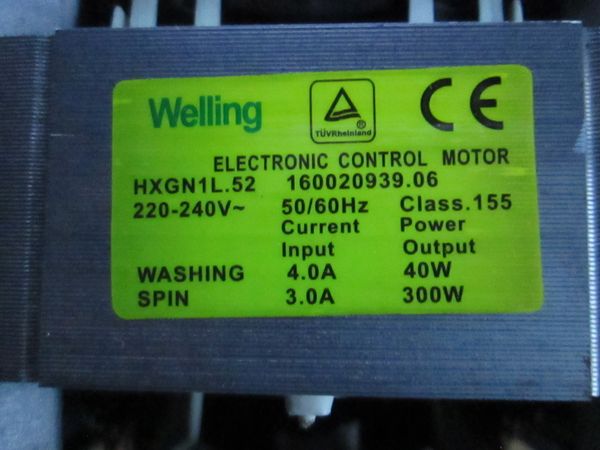 Welling
TÜVRheinland
®
CE
ELECTRONIC CONTROL MOTOR
HXGN1L.52 160020939.06
220-240V~ 50/60Hz Class.155
Current Power
Input Output
WASHING 4.0A 40W
SPIN 3.0A 300W